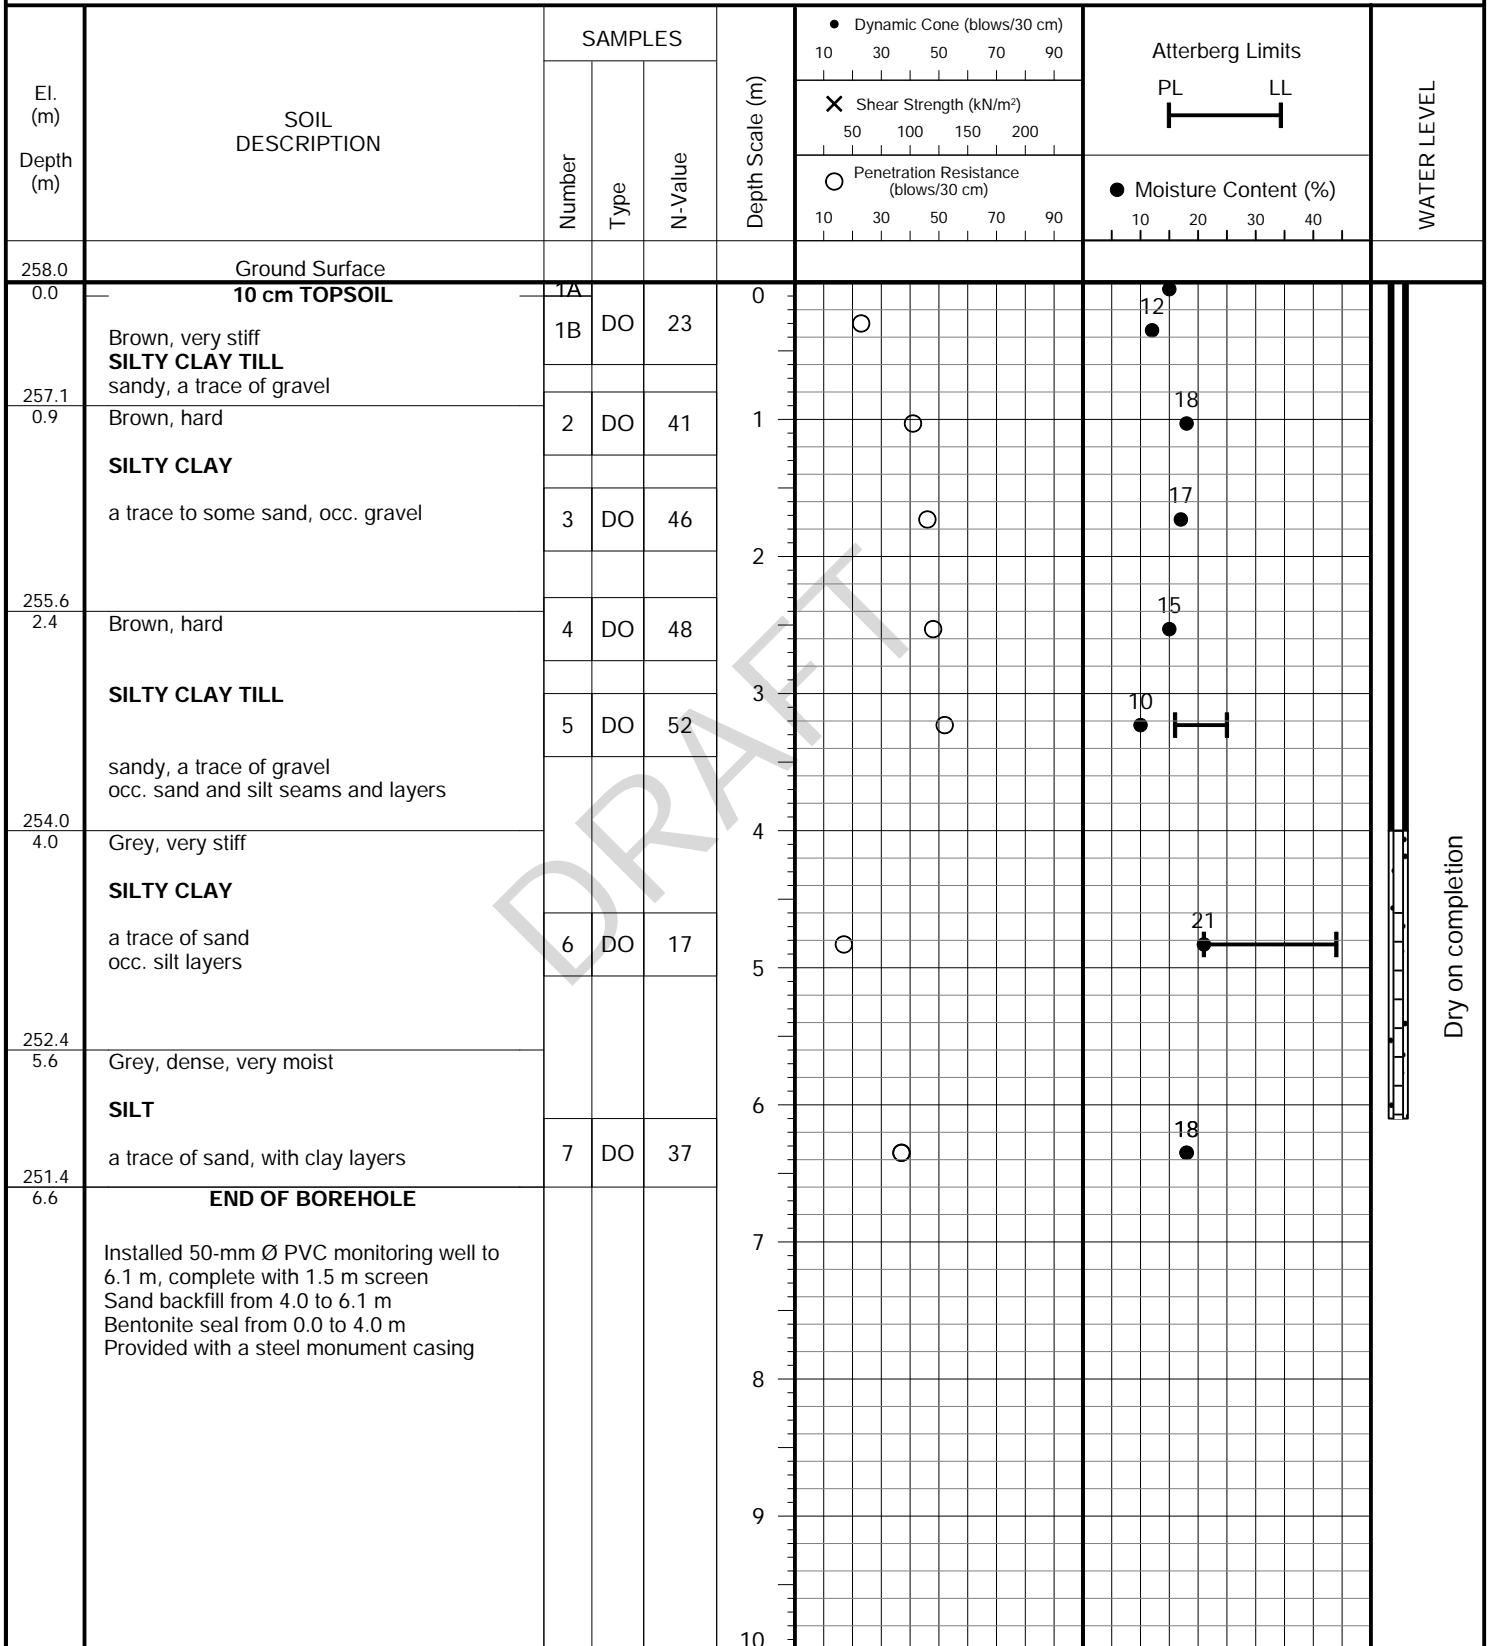 El.
(m)
Depth
(m)
SOIL
DESCRIPTION
SAMPLES
Number
Type
N-Value
Depth Scale (m)
Dynamic Cone (blows/30 cm)
10 30 50 70 90
Shear Strength (kN/m²)
50 100 150 200
Penetration Resistance
(blows/30 cm)
10 30 50 70 90
Atterberg Limits
PL LL
Moisture Content (%)
10 20 30 40
WATER LEVEL
258.0 Ground Surface
0.0 10 cm TOPSOIL 1A 0
12
Brown, very stiff 1B DO 23
SILTY CLAY TILL
sandy, a trace of gravel
257.1
0.9 Brown, hard 2 DO 41 1 18
SILTY CLAY
a trace to some sand, occ. gravel 3 DO 46 17
2
255.6
2.4 Brown, hard 4 DO 48 15
SILTY CLAY TILL 3
5 DO 52 10
sandy, a trace of gravel
occ. sand and silt seams and layers
254.0
4.0 Grey, very stiff 4
SILTY CLAY
a trace of sand 6 DO 17 21
occ. silt layers 5
Dry on completion
252.4
5.6 Grey, dense, very moist
SILT 6
a trace of sand, with clay layers 7 DO 37 18
251.4
6.6 END OF BOREHOLE
Installed 50-mm Ø PVC monitoring well to 7
6.1 m, complete with 1.5 m screen
Sand backfill from 4.0 to 6.1 m
Bentonite seal from 0.0 to 4.0 m
Provided with a steel monument casing
8
9
10
DRAFT